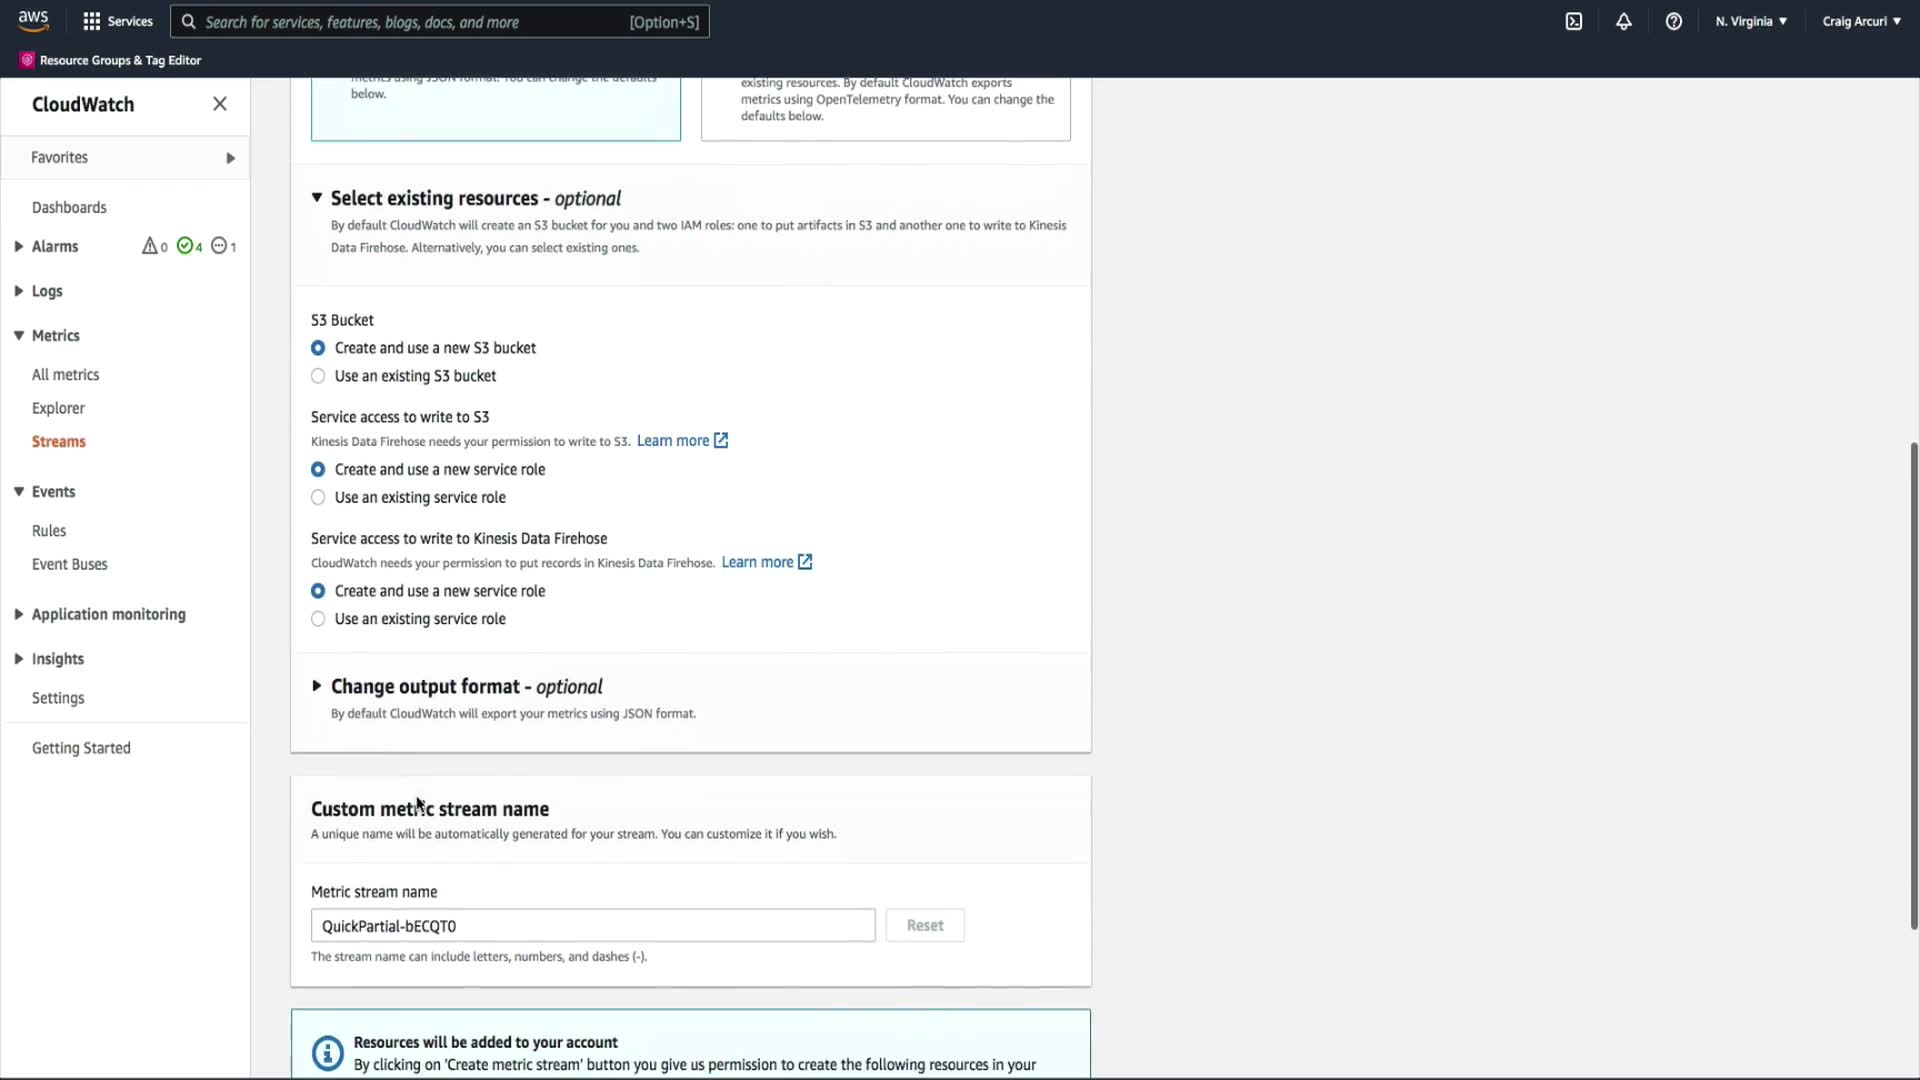 aws
Services
Search for services, features, blogs, docs, and more
[Option+S]
N. Virginia
Craig Arcuri
Resource Groups & Tag Editor
CloudWatch
Favorites
Dashboards
Alarms
0
4
1
Logs
Metrics
All metrics
Explorer
Streams
Events
Rules
Event Buses
Application monitoring
Insights
Settings
Getting Started
metrics using JSON format. You can change the defaults
below.
existing resources. By default CloudWatch exports
metrics using OpenTelemetry format. You can change the
defaults below.
Select existing resources - optional
By default CloudWatch will create an S3 bucket for you and two IAM roles: one to put artifacts in S3 and another one to write to Kinesis
Data Firehose. Alternatively, you can select existing ones.
S3 Bucket
Create and use a new S3 bucket
Use an existing S3 bucket
Service access to write to S3
Kinesis Data Firehose needs your permission to write to S3. Learn more
Create and use a new service role
Use an existing service role
Service access to write to Kinesis Data Firehose
CloudWatch needs your permission to put records in Kinesis Data Firehose. Learn more
Create and use a new service role
Use an existing service role
Change output format - optional
By default CloudWatch will export your metrics using JSON format.
Custom metric stream name
A unique name will be automatically generated for your stream. You can customize it if you wish.
Metric stream name
QuickPartial-bECQT0
Reset
The stream name can include letters, numbers, and dashes (-).
Resources will be added to your account
By clicking on 'Create metric stream' button you give us permission to create the following resources in your